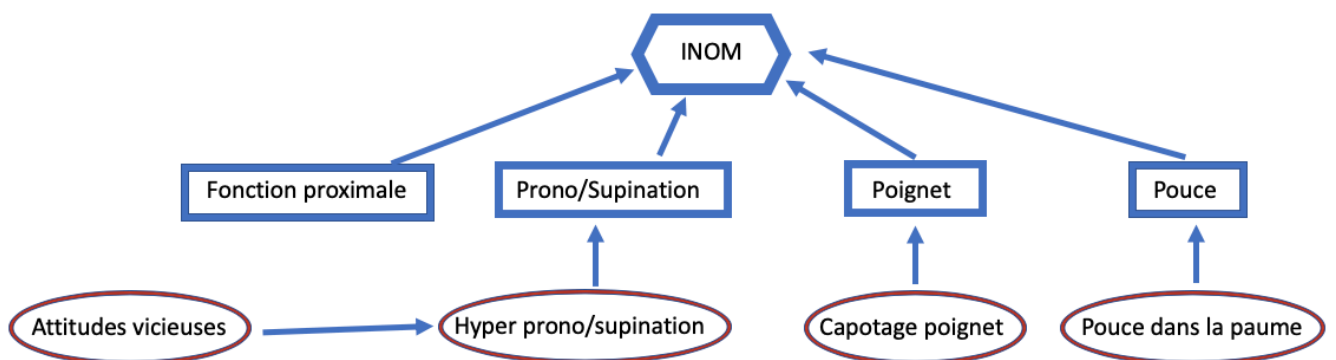 INOM
Fonction proximale
Prono/Supination
Poignet
Pouce
Attitudes vicieuses
Hyper prono/supination
Capotage poignet
Pouce dans la paume